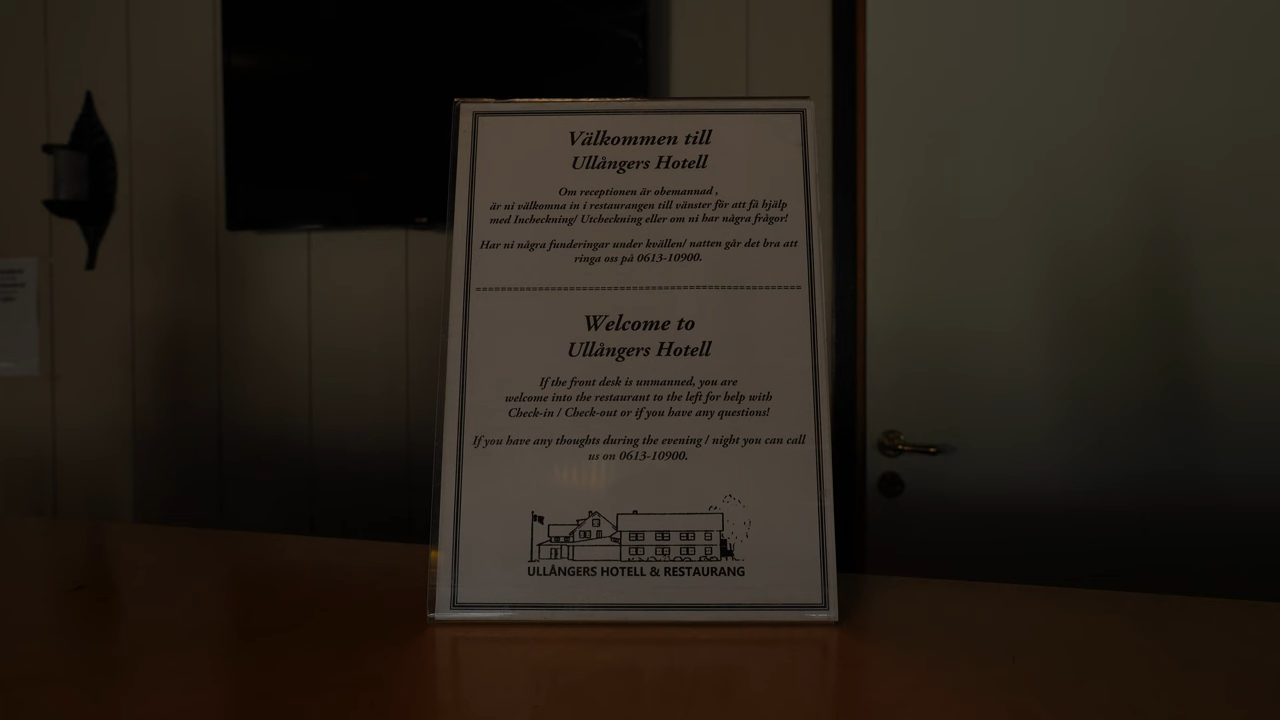 Välkommen till
Ullångers Hotell
Om receptionen är obemannad ,
är ni välkomna in i restaurangen till vänster för att få hjälp
med Incheckning/ Utcheckning eller om ni har några frågor!
Har ni några funderingar under kvällen/ natten går det bra att
ringa oss på 0613-10900.
Welcome to
Ullångers Hotell
If the front desk is unmanned, you are
welcome into the restaurant to the left for help with
Check-in / Check-out or if you have any questions!
If you have any thoughts during the evening / night you can call
us on 0613-10900.
ULLÅNGERS HOTELL & RESTAURANG